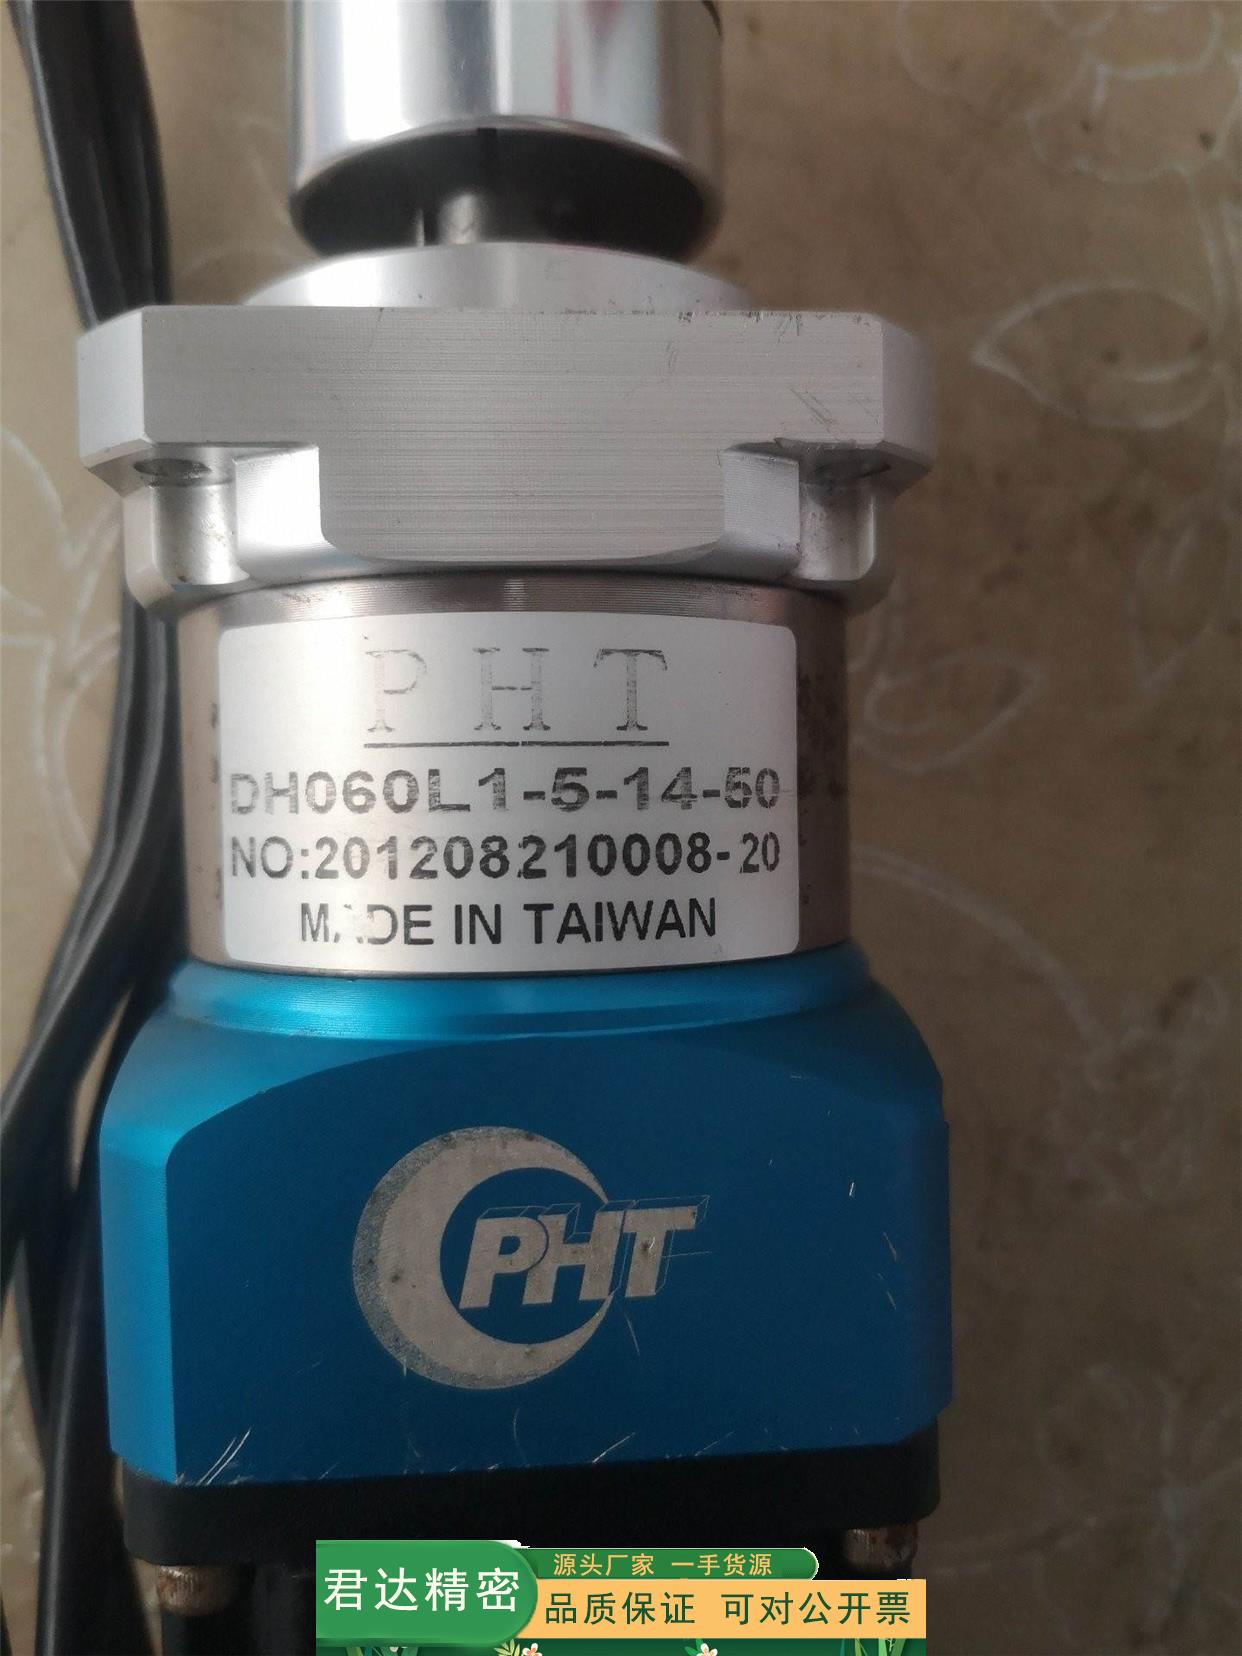 PHT
DH060L1-5-14-50
NO:201208210008-20
MADE IN TAIWAN
PHT
君达精密
源头厂家 一手货源
品质保证 可对公开票